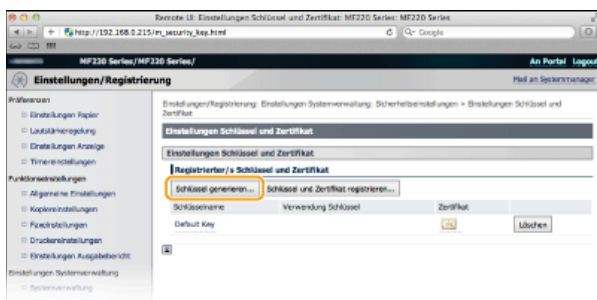 Remote UI: Einstellungen Schlüssel und Zertifikat: MF220 Series: MF220 Series
http://192.168.0.215/m_security_key.html
Google
MF220 Series/MF220 Series/
An Portal Logout
Einstellungen/Registrierung
Mail an Systemmanager
Präferenzen
Einstellungen Papier
Lautstärkeregelung
Einstellungen Anzeige
Timereinstellungen
Funktionseinstellungen
Allgemeine Einstellungen
Kopiereinstellungen
Faxeinstellungen
Druckereinstellungen
Einstellungen Ausgabebericht
Einstellungen Systemverwaltung
Systemverwaltung
Einstellungen/Registrierung: Einstellungen Systemverwaltung: Sicherheitseinstellungen > Einstellungen Schlüssel und
Zertifikat
Einstellungen Schlüssel und Zertifikat
Einstellungen Schlüssel und Zertifikat
Registrierter/s Schlüssel und Zertifikat
Schlüssel generieren... Schlüssel und Zertifikat registrieren...
Schlüsselname Verwendung Schlüssel Zertifikat
Default Key Löschen